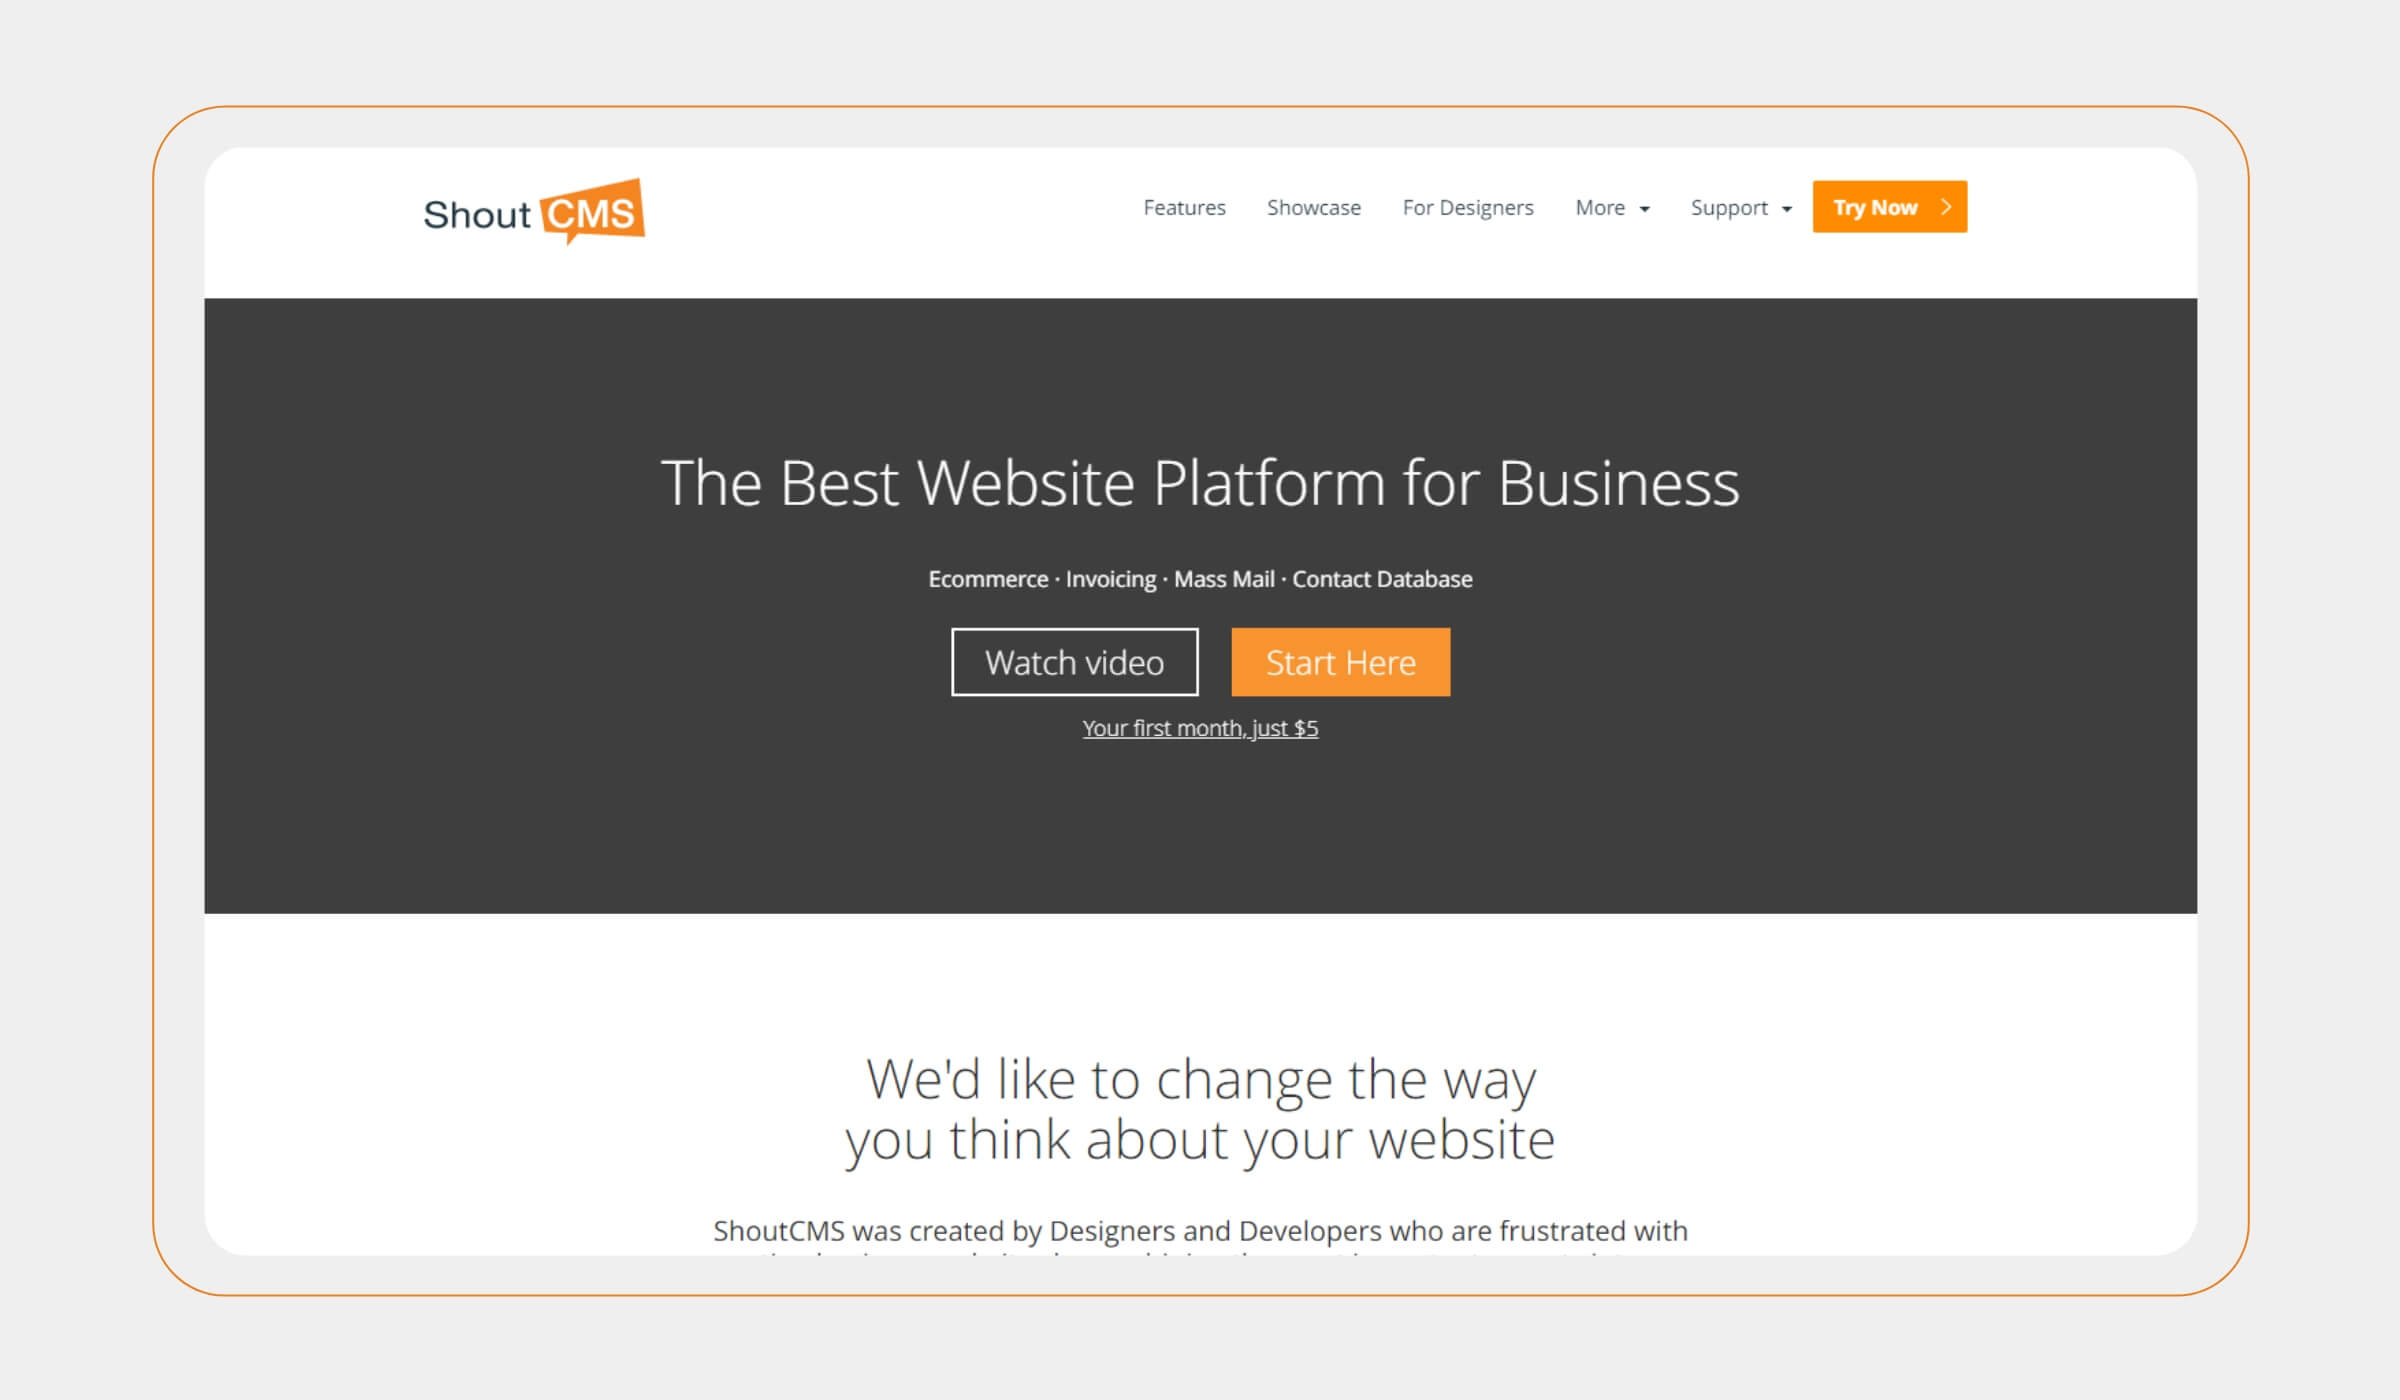 Shout CMS
Features Showcase For Designers More Support Try Now
The Best Website Platform for Business
Ecommerce · Invoicing · Mass Mail · Contact Database
Watch video Start Here
Your first month, just $5
We'd like to change the way
you think about your website
ShoutCMS was created by Designers and Developers who are frustrated with